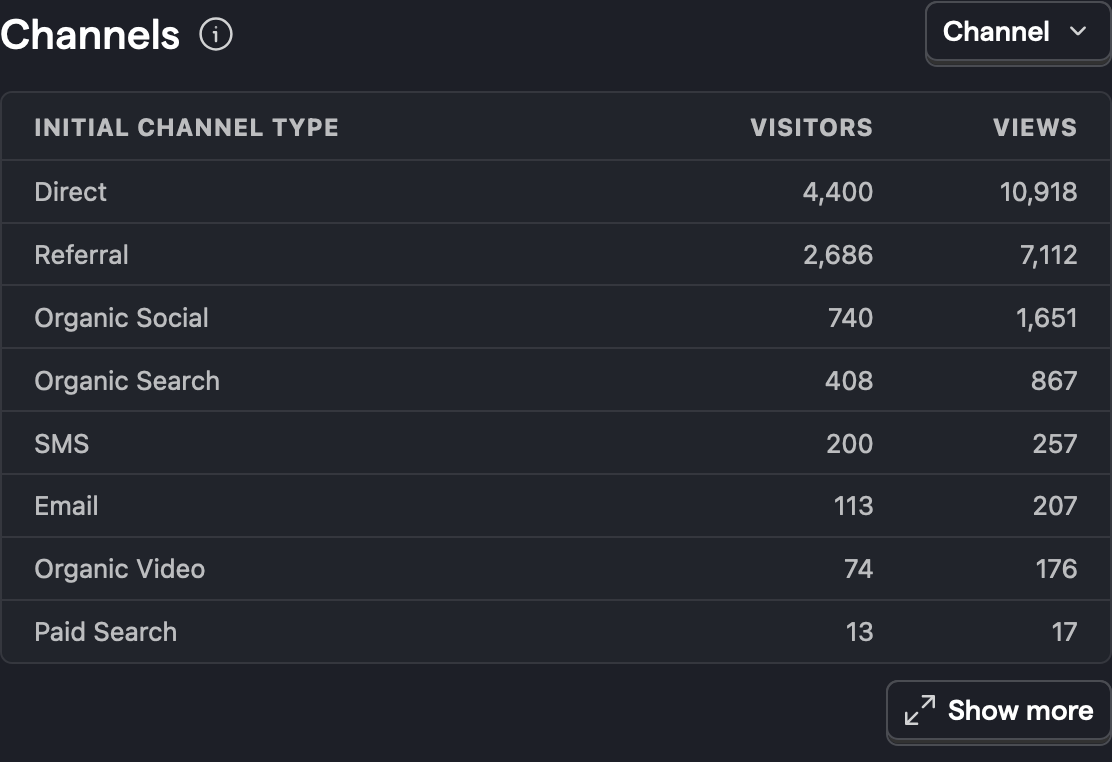 Channels
Channel
INITIAL CHANNEL TYPE VISITORS VIEWS
Direct 4,400 10,918
Referral 2,686 7,112
Organic Social 740 1,651
Organic Search 408 867
SMS 200 257
Email 113 207
Organic Video 74 176
Paid Search 13 17
Show more